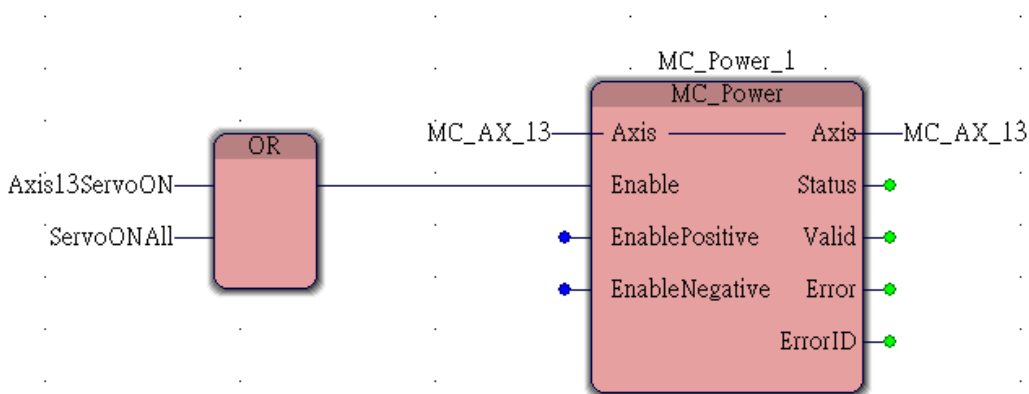 MC_Power_1
MC_Power
OR
MC_AX_13 Axis Axis MC_AX_13
Axis13ServoON Enable Status
ServoONAll EnablePositive Valid
EnableNegative Error
ErrorID